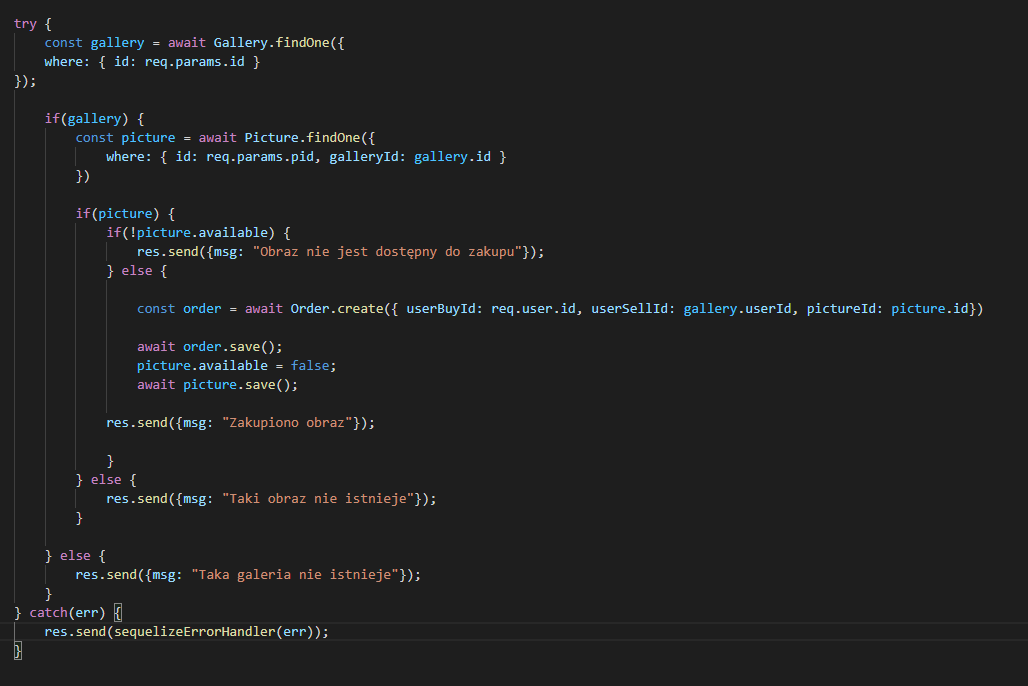 try {
const gallery = await Gallery.findOne({
where: { id: req.params.id }
});
if(gallery) {
const picture = await Picture.findOne({
where: { id: req.params.pid, galleryId: gallery.id }
})
if(picture) {
if(!picture.available) {
res.send({msg: "Obraz nie jest dostępny do zakupu"});
} else {
const order = await Order.create({ userBuyId: req.user.id, userSellId: gallery.userId, pictureId: picture.id})
await order.save();
picture.available = false;
await picture.save();
res.send({msg: "Zakupiono obraz"});
}
} else {
res.send({msg: "Taki obraz nie istnieje"});
}
} else {
res.send({msg: "Taka galeria nie istnieje"});
}
} catch(err) {
res.send(sequelizeErrorHandler(err));
}